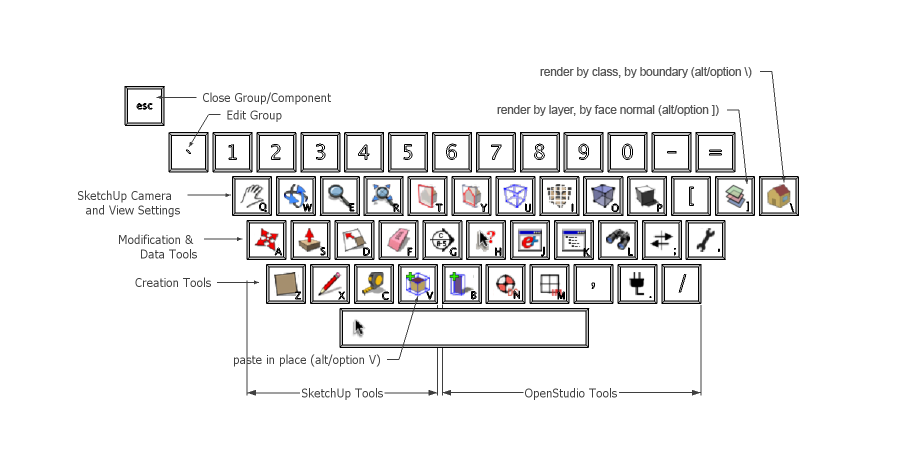 render by class, by boundary (alt/option \)
esc
Close Group/Component
render by layer, by face normal (alt/option ])
Edit Group
` 1 2 3 4 5 6 7 8 9 0 - =
SketchUp Camera
and View Settings
Q W E R T Y U I O P [ ] \
Modification &
Data Tools
A S D F G H J K L ; '
Creation Tools
Z X C V B N M , . /
paste in place (alt/option V)
SketchUp Tools
OpenStudio Tools